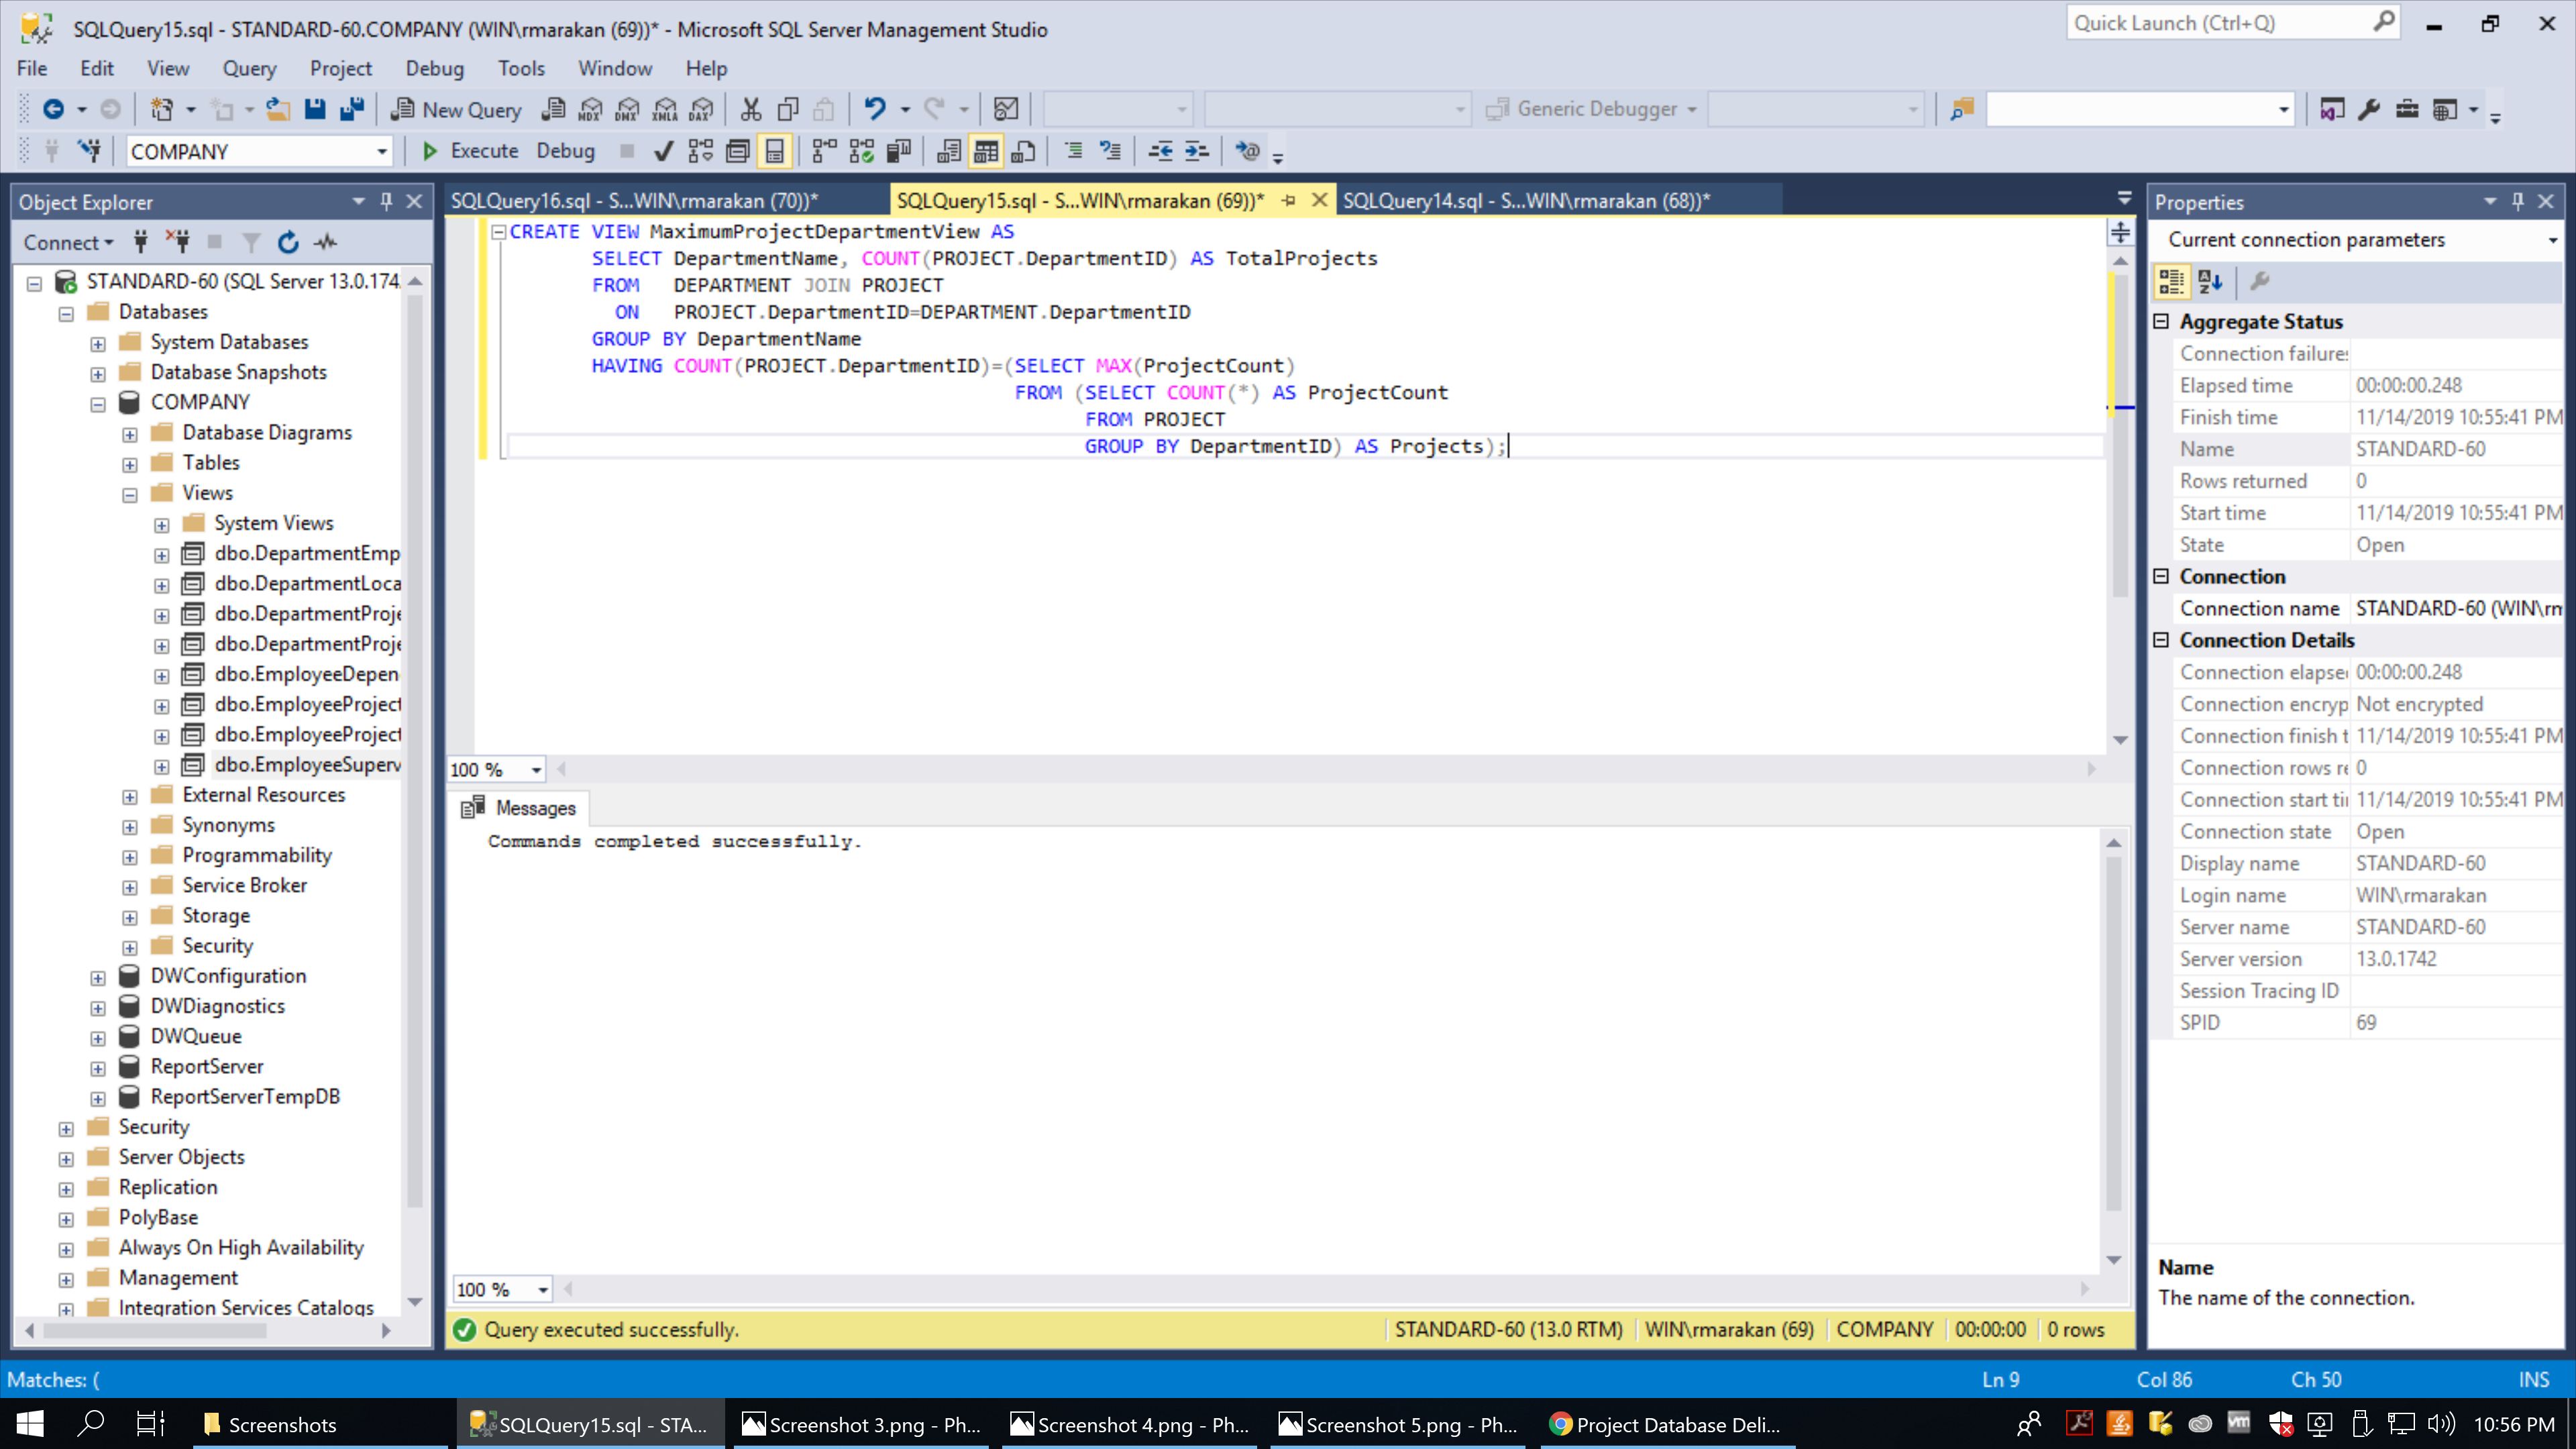 SQLQuery15.sql - STANDARD-60.COMPANY (WIN\rmarakan (69))* - Microsoft SQL Server Management Studio
Quick Launch (Ctrl+Q)
File Edit View Query Project Debug Tools Window Help
New Query MDX DMX XMLA DAX Generic Debugger
COMPANY Execute Debug
Object Explorer
Connect
STANDARD-60 (SQL Server 13.0.174
Databases
System Databases
Database Snapshots
COMPANY
Database Diagrams
Tables
Views
System Views
dbo.DepartmentEmp
dbo.DepartmentLoca
dbo.DepartmentProje
dbo.DepartmentProje
dbo.EmployeeDepen
dbo.EmployeeProject
dbo.EmployeeProject
dbo.EmployeeSuperv
External Resources
Synonyms
Programmability
Service Broker
Storage
Security
DWConfiguration
DWDiagnostics
DWQueue
ReportServer
ReportServerTempDB
Security
Server Objects
Replication
PolyBase
Always On High Availability
Management
Integration Services Catalogs
SQLQuery16.sql - S...WIN\rmarakan (70))* SQLQuery15.sql - S...WIN\rmarakan (69))* SQLQuery14.sql - S...WIN\rmarakan (68))*
CREATE VIEW MaximumProjectDepartmentView AS
SELECT DepartmentName, COUNT(PROJECT.DepartmentID) AS TotalProjects
FROM DEPARTMENT JOIN PROJECT
ON PROJECT.DepartmentID=DEPARTMENT.DepartmentID
GROUP BY DepartmentName
HAVING COUNT(PROJECT.DepartmentID)=(SELECT MAX(ProjectCount)
FROM (SELECT COUNT(*) AS ProjectCount
FROM PROJECT
GROUP BY DepartmentID) AS Projects);
100 %
Messages
Commands completed successfully.
100 %
Query executed successfully. STANDARD-60 (13.0 RTM) WIN\rmarakan (69) COMPANY 00:00:00 0 rows
Properties
Current connection parameters
Aggregate Status
Connection failures
Elapsed time 00:00:00.248
Finish time 11/14/2019 10:55:41 PM
Name STANDARD-60
Rows returned 0
Start time 11/14/2019 10:55:41 PM
State Open
Connection
Connection name STANDARD-60 (WIN\rm
Connection Details
Connection elapse 00:00:00.248
Connection encryp Not encrypted
Connection finish t 11/14/2019 10:55:41 PM
Connection rows re 0
Connection start ti 11/14/2019 10:55:41 PM
Connection state Open
Display name STANDARD-60
Login name WIN\rmarakan
Server name STANDARD-60
Server version 13.0.1742
Session Tracing ID
SPID 69
Name
The name of the connection.
Matches: ( Ln 9 Col 86 Ch 50 INS
Screenshots SQLQuery15.sql - STA... Screenshot 3.png - Ph... Screenshot 4.png - Ph... Screenshot 5.png - Ph... Project Database Deli... vm 10:56 PM